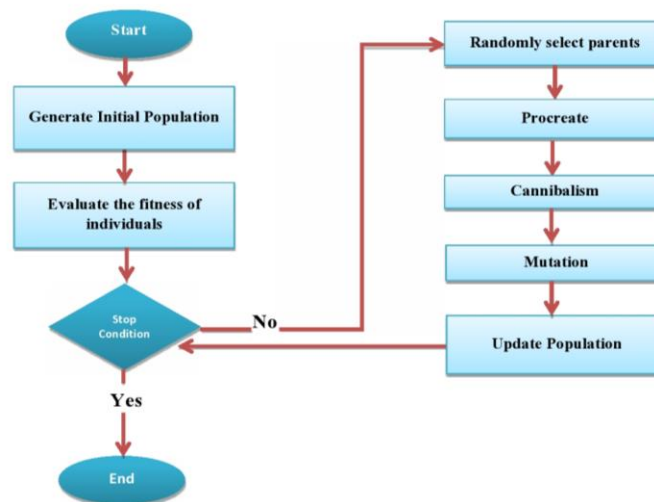 Start
Generate Initial Population
Evaluate the fitness of
individuals
Stop
Condition
No
Yes
End
Randomly select parents
Procreate
Cannibalism
Mutation
Update Population